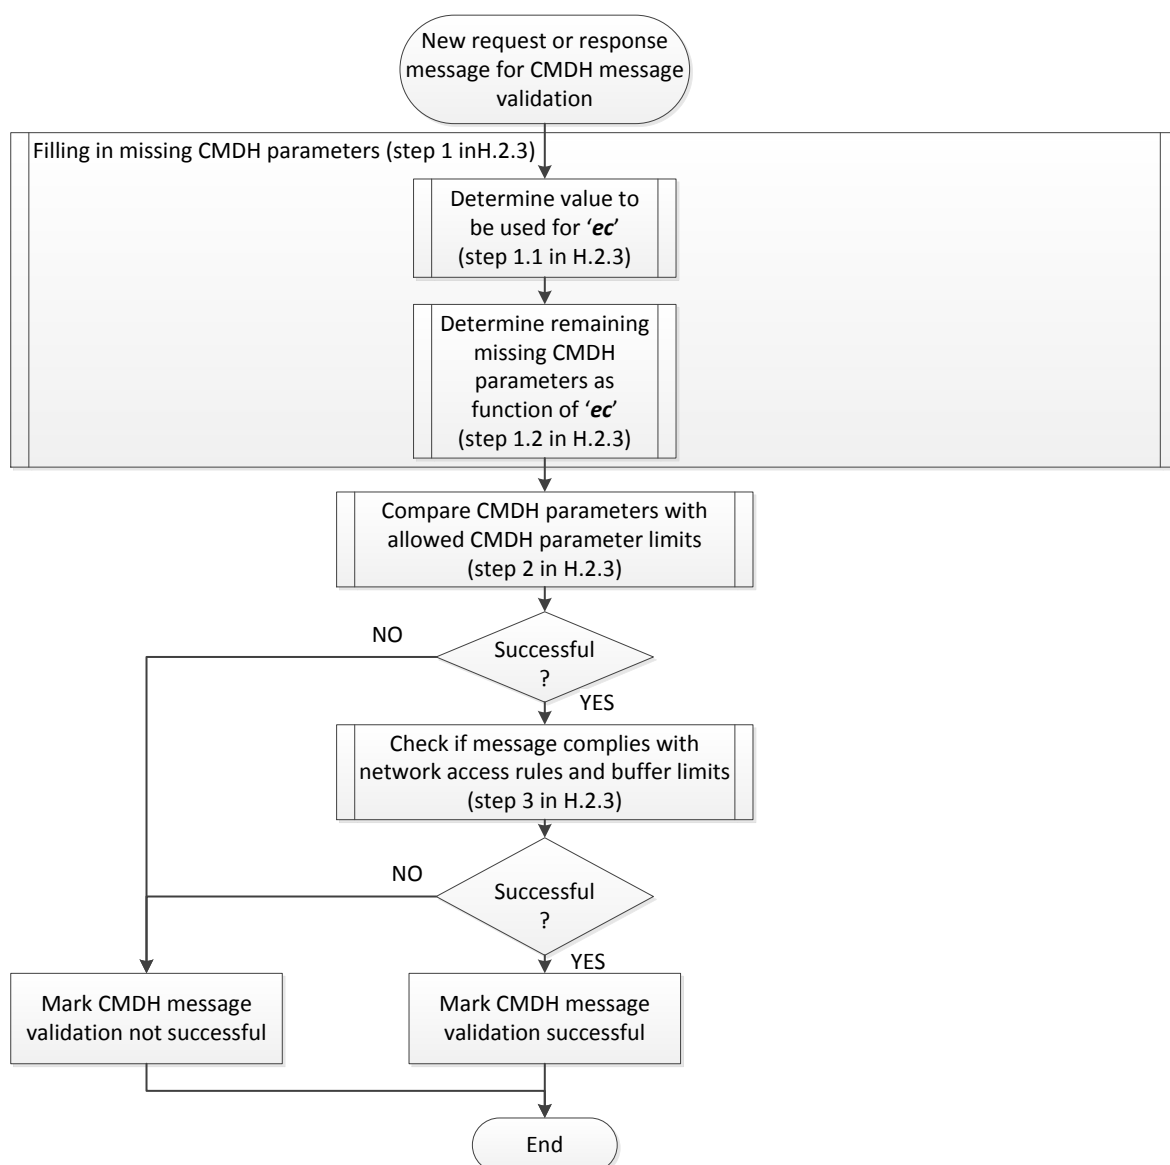 New request or response
message for CMDH message
validation
Filling in missing CMDH parameters (step 1 inH.2.3)
Determine value to
be used for ‘ec’
(step 1.1 in H.2.3)
Determine remaining
missing CMDH
parameters as
function of ‘ec’
(step 1.2 in H.2.3)
Compare CMDH parameters with
allowed CMDH parameter limits
(step 2 in H.2.3)
NO
Successful
?
YES
Check if message complies with
network access rules and buffer limits
(step 3 in H.2.3)
NO
Successful
?
YES
Mark CMDH message
validation not successful
Mark CMDH message
validation successful
End